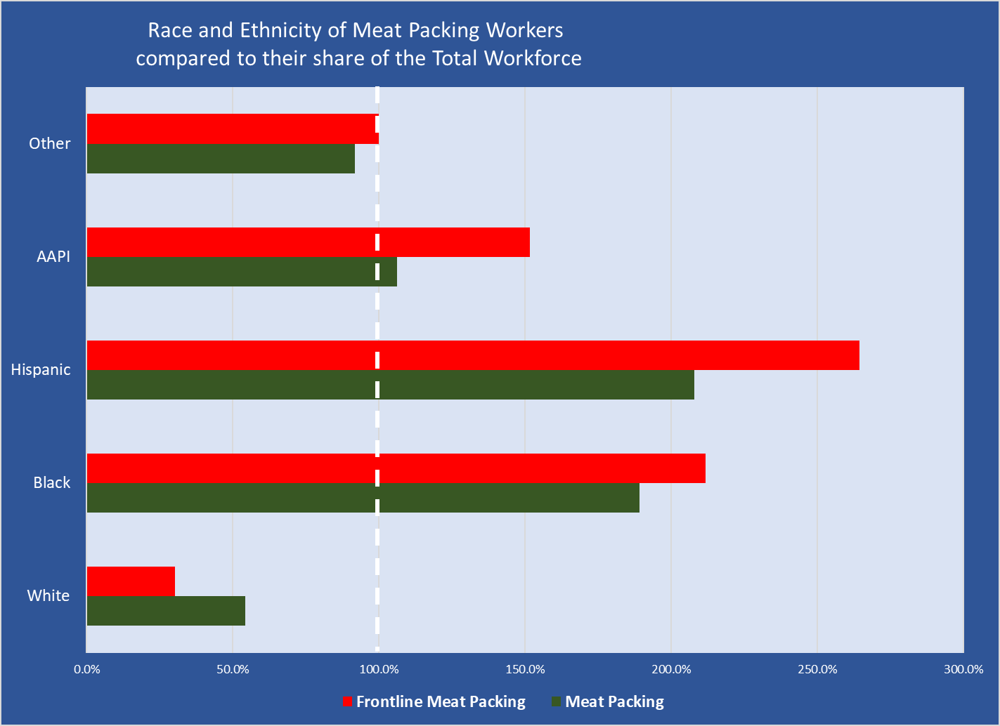 Race and Ethnicity of Meat Packing Workers
compared to their share of the Total Workforce
Other
AAPI
Hispanic
Black
White
0.0% 50.0% 100.0% 150.0% 200.0% 250.0% 300.0%
Frontline Meat Packing Meat Packing